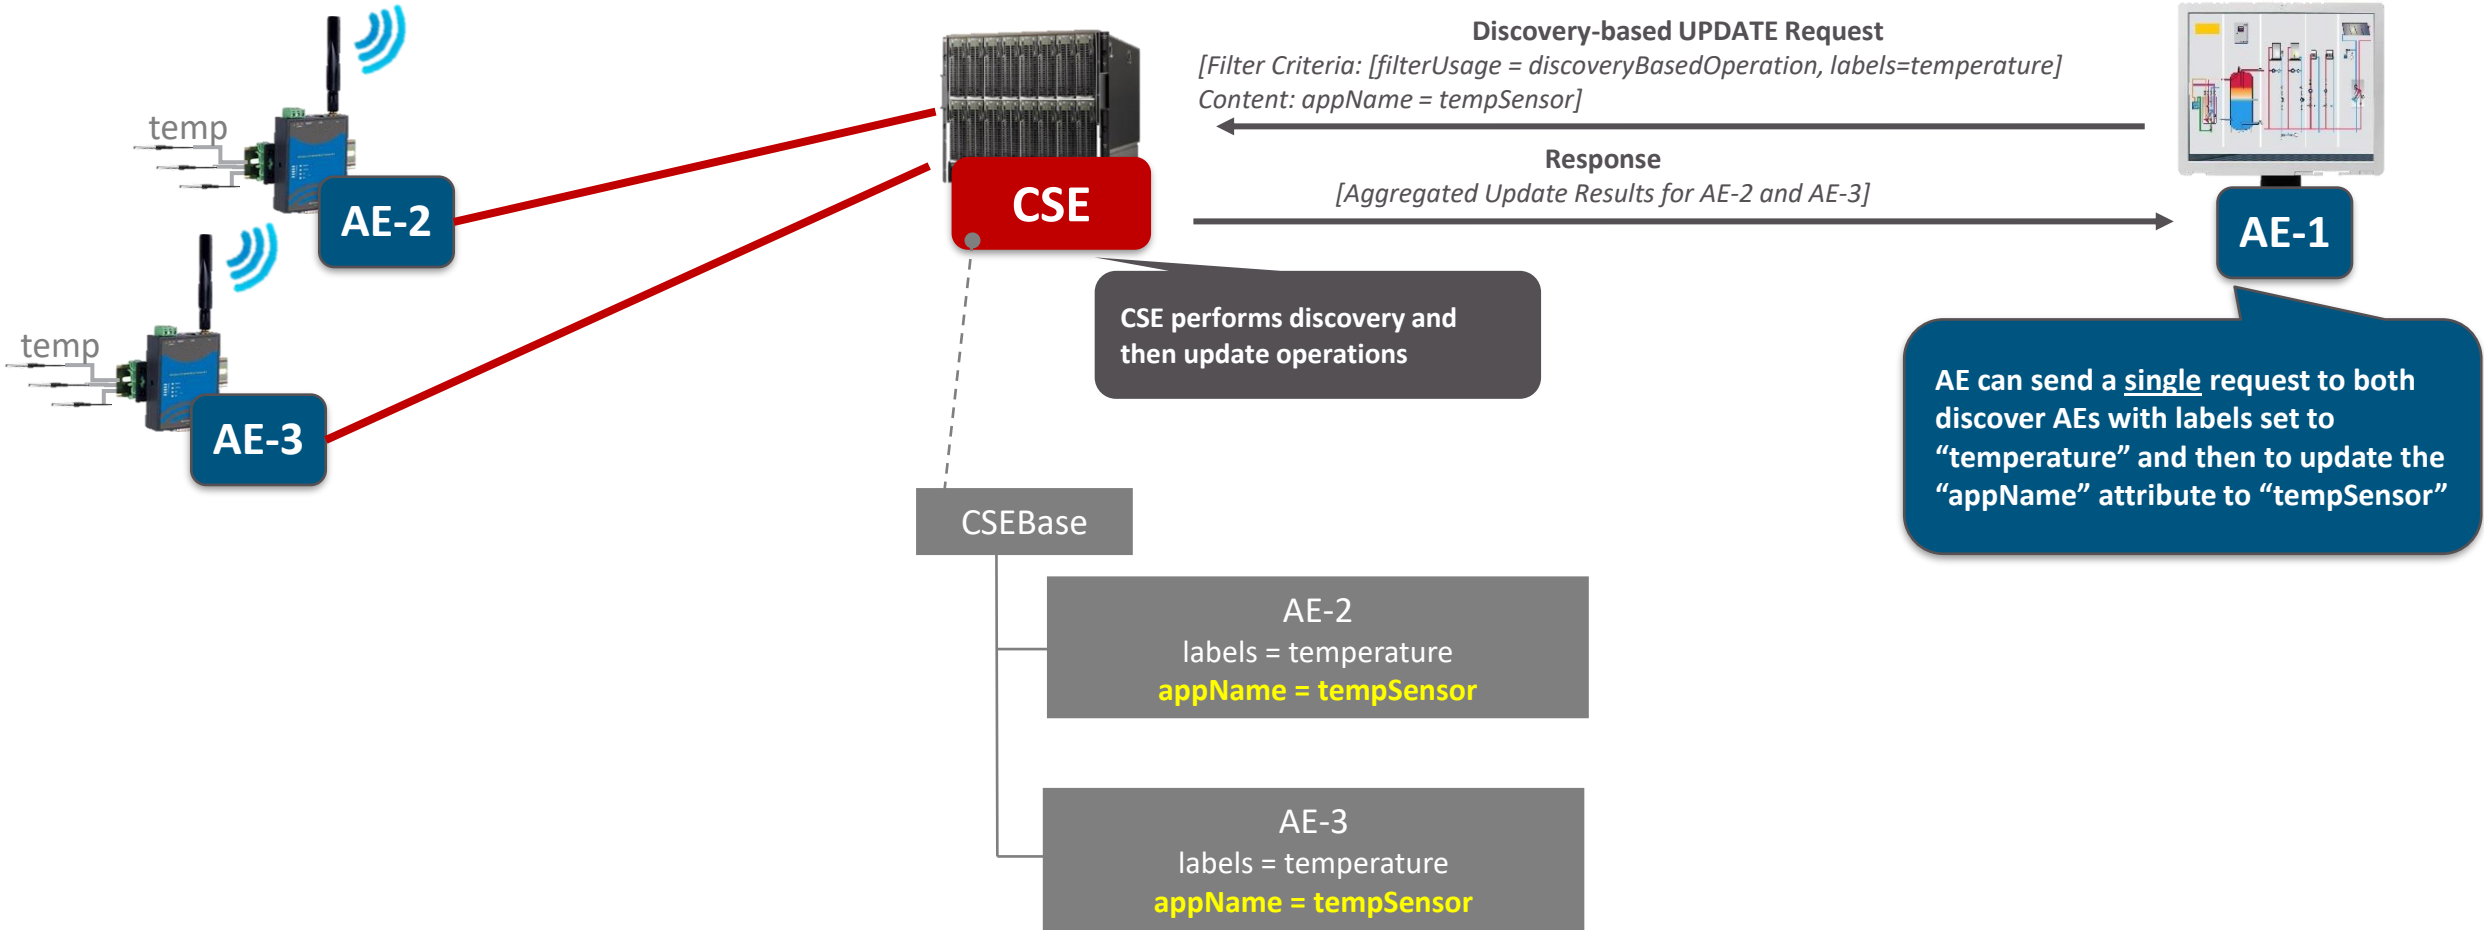 Discovery-based UPDATE Request
[Filter Criteria: [filterUsage = discoveryBasedOperation, labels=temperature]
Content: appName = tempSensor]
Response
[Aggregated Update Results for AE-2 and AE-3]
temp
AE-2
temp
AE-3
CSE
AE-1
CSE performs discovery and
then update operations
AE can send a single request to both
discover AEs with labels set to
“temperature” and then to update the
“appName” attribute to “tempSensor”
CSEBase
AE-2
labels = temperature
appName = tempSensor
AE-3
labels = temperature
appName = tempSensor